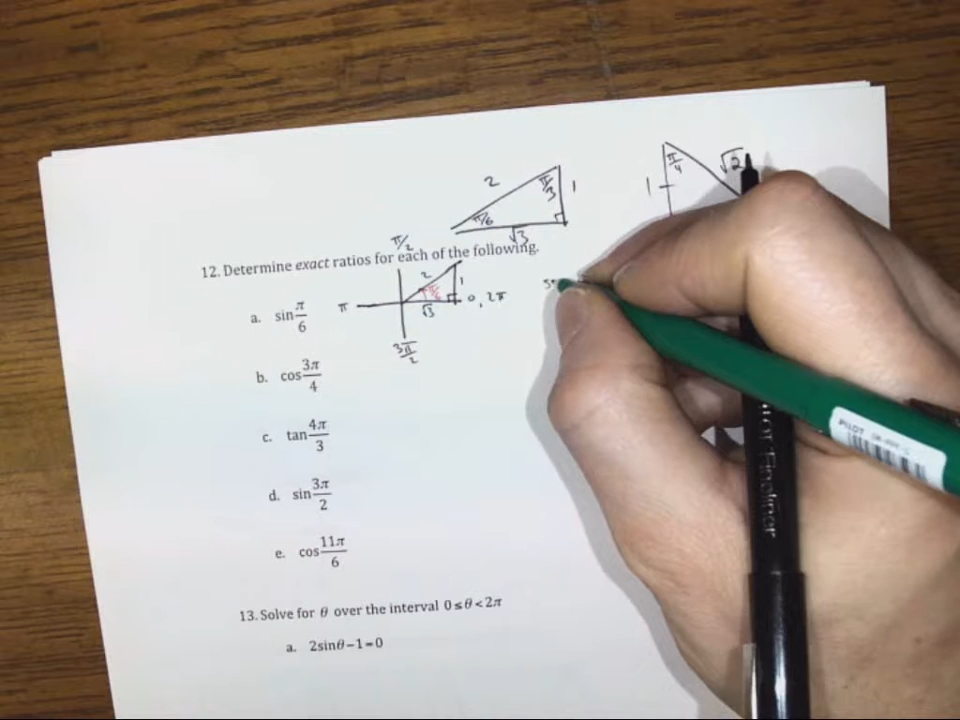 2 π/3 1
π/6
√3
π/4 √2
1
π/2
12. Determine exact ratios for each of the following.
2 1
π/6
π √3 0, 2π
3π/2
a. sin π/6
b. cos 3π/4
c. tan 4π/3
d. sin 3π/2
e. cos 11π/6
13. Solve for θ over the interval 0≤θ<2π
a. 2sinθ−1=0
PILOT
Fineliner